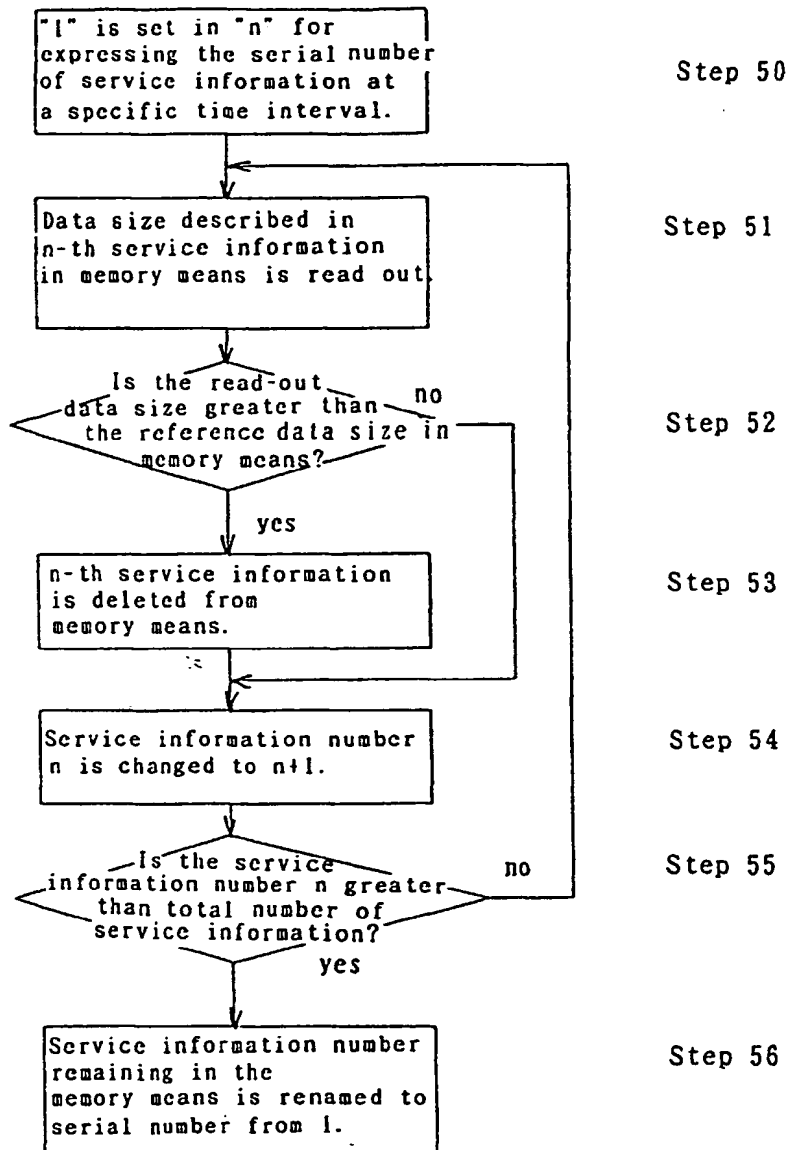 "1" is set in "n" for
expressing the serial number
of service information at
a specific time interval.
Step 50
Data size described in
n-th service information
in memory means is read out.
Step 51
Is the read-out
data size greater than
the reference data size in
memory means?
no
Step 52
yes
n-th service information
is deleted from
memory means.
Step 53
Service information number
n is changed to n+1.
Step 54
Is the service
information number n greater
than total number of
service information?
no
Step 55
yes
Service information number
remaining in the
memory means is renamed to
serial number from 1.
Step 56